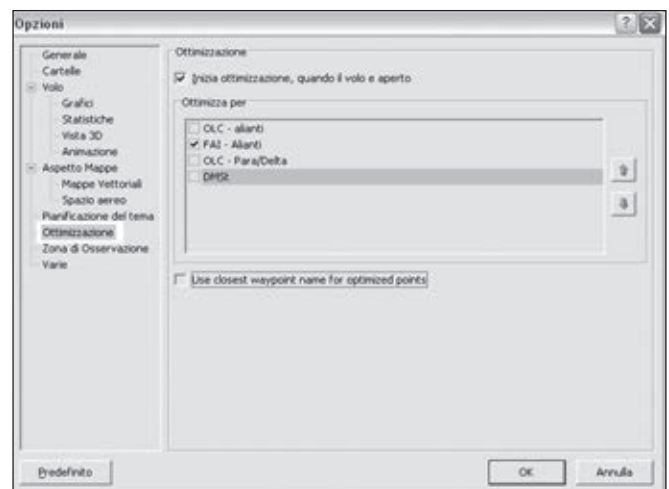 Opzioni
Generale
Cartelle
Volo
Grafici
Statistiche
Vista 3D
Animazione
Aspetto Mappe
Mappe Vettoriali
Spazio aereo
Pianificazione del tema
Ottimizzazione
Zona di Osservazione
Varie
Ottimizzazione
Inizia ottimizzazione, quando il volo e aperto
Ottimizza per
OLC - alianti
FAI - Alianti
OLC - Para/Delta
DMSt
Use closest waypoint name for optimized points
Predefinito
OK
Annulla